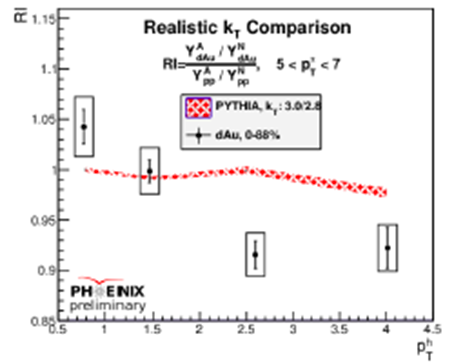 RI
Realistic kT Comparison
RI= Y^A_dAu / Y^N_dAu / Y^A_pp / Y^N_pp, 5 < p_T < 7
PYTHIA, kT: 3.0/2.8
dAu, 0-88%
1.15
1.1
1.05
1
0.95
0.9
0.85
PHENIX
preliminary
0.5 1 1.5 2 2.5 3 3.5 4 4.5
p_T^h